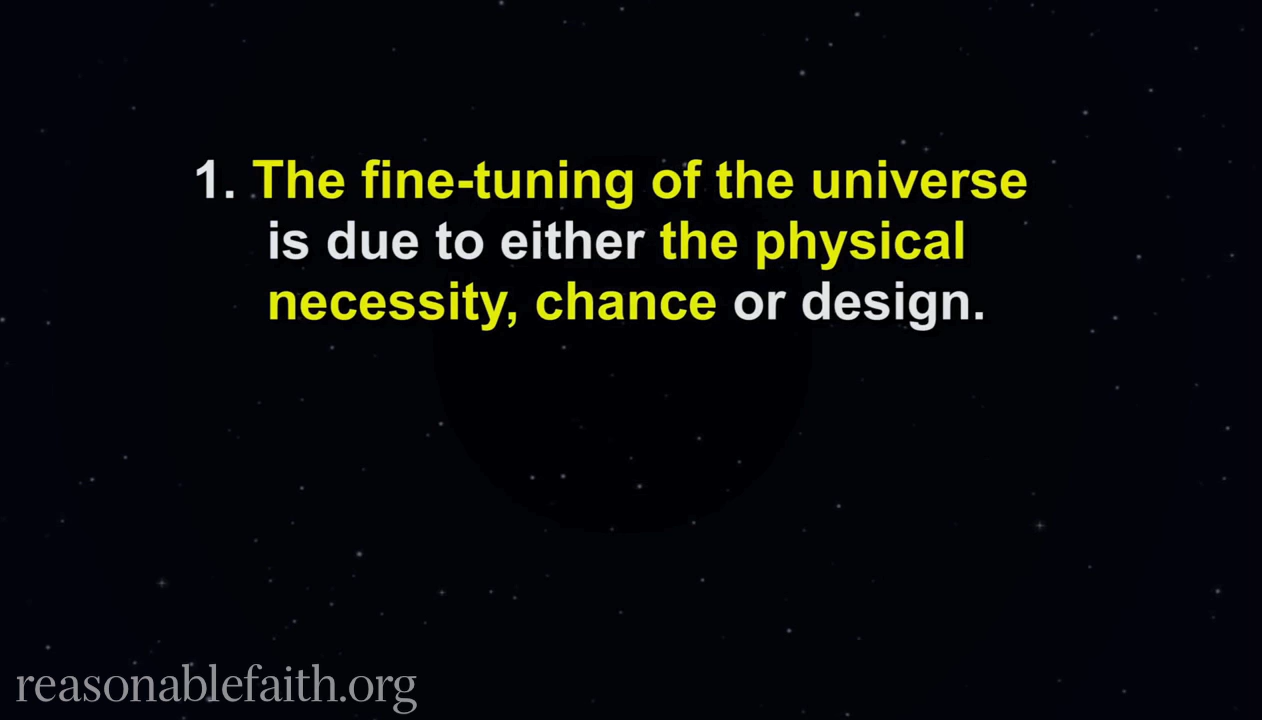 1. The fine-tuning of the universe
is due to either the physical
necessity, chance or design.
reasonablefaith.org